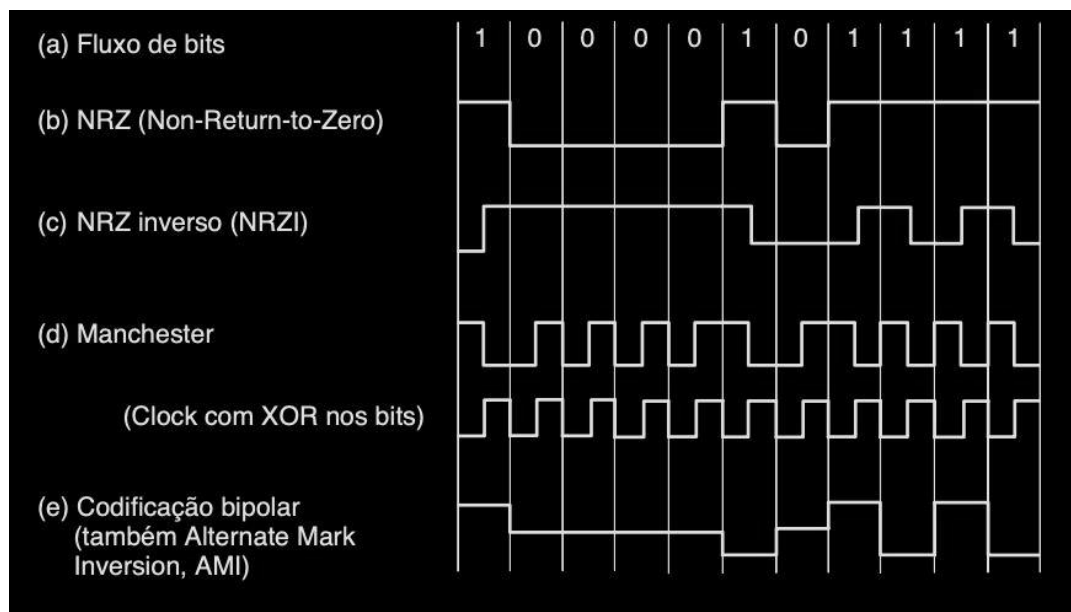 (a) Fluxo de bits 1 0 0 0 0 1 0 1 1 1 1
(b) NRZ (Non-Return-to-Zero)
(c) NRZ inverso (NRZI)
(d) Manchester
(Clock com XOR nos bits)
(e) Codificação bipolar
(também Alternate Mark
Inversion, AMI)